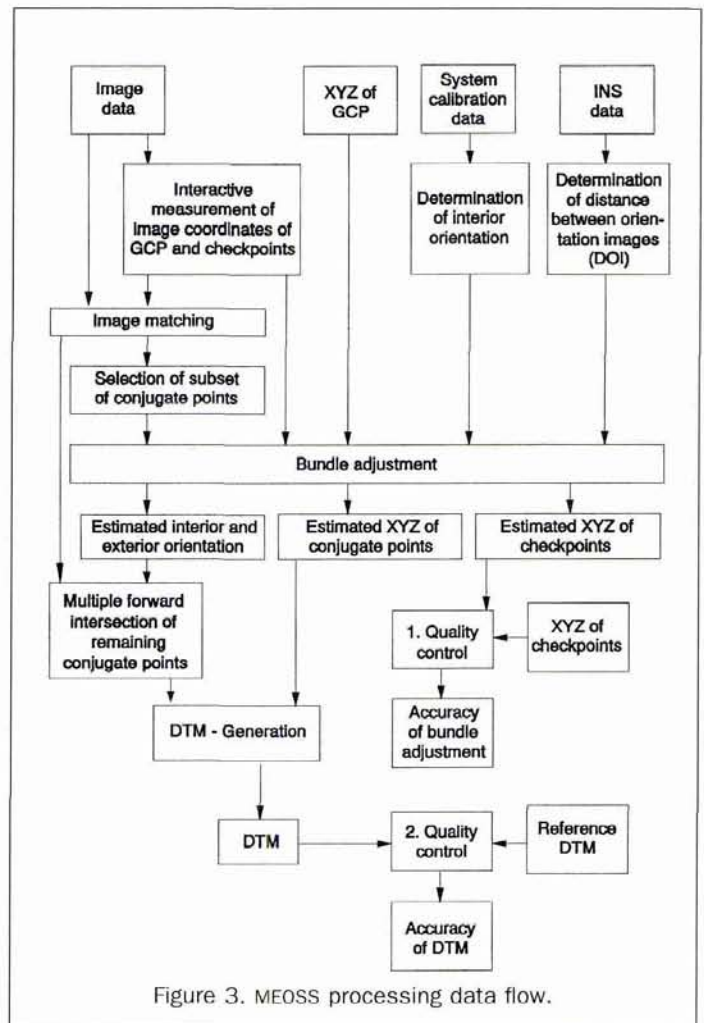 Image
data
XYZ of
GCP
System
calibration
data
INS
data
Interactive
measurement of
image coordinates of
GCP and checkpoints
Determination
of interior
orientation
Determination
of distance
between orien-
tation images
(DOI)
Image matching
Selection of subset
of conjugate points
Bundle adjustment
Estimated interior and
exterior orientation
Estimated XYZ of
conjugate points
Estimated XYZ of
checkpoints
Multiple forward
intersection of
remaining
conjugate points
1. Quality
control
XYZ of
checkpoints
DTM - Generation
Accuracy
of bundle
adjustment
DTM
2. Quality
control
Reference
DTM
Accuracy
of DTM
Figure 3. MEOSS processing data flow.